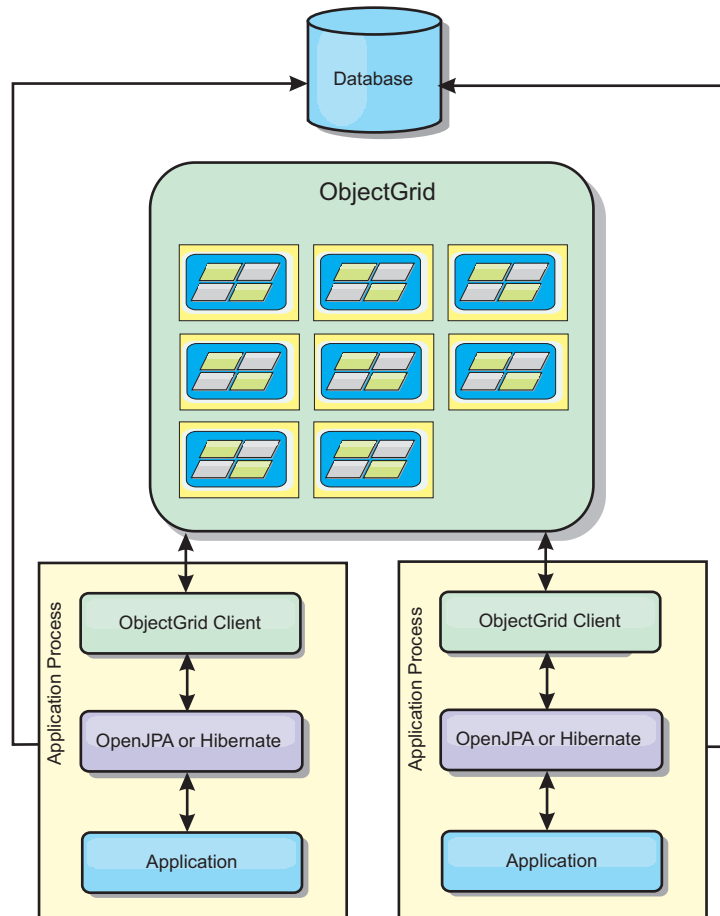 Database
ObjectGrid
Application Process
ObjectGrid Client
OpenJPA or Hibernate
Application
Application Process
ObjectGrid Client
OpenJPA or Hibernate
Application